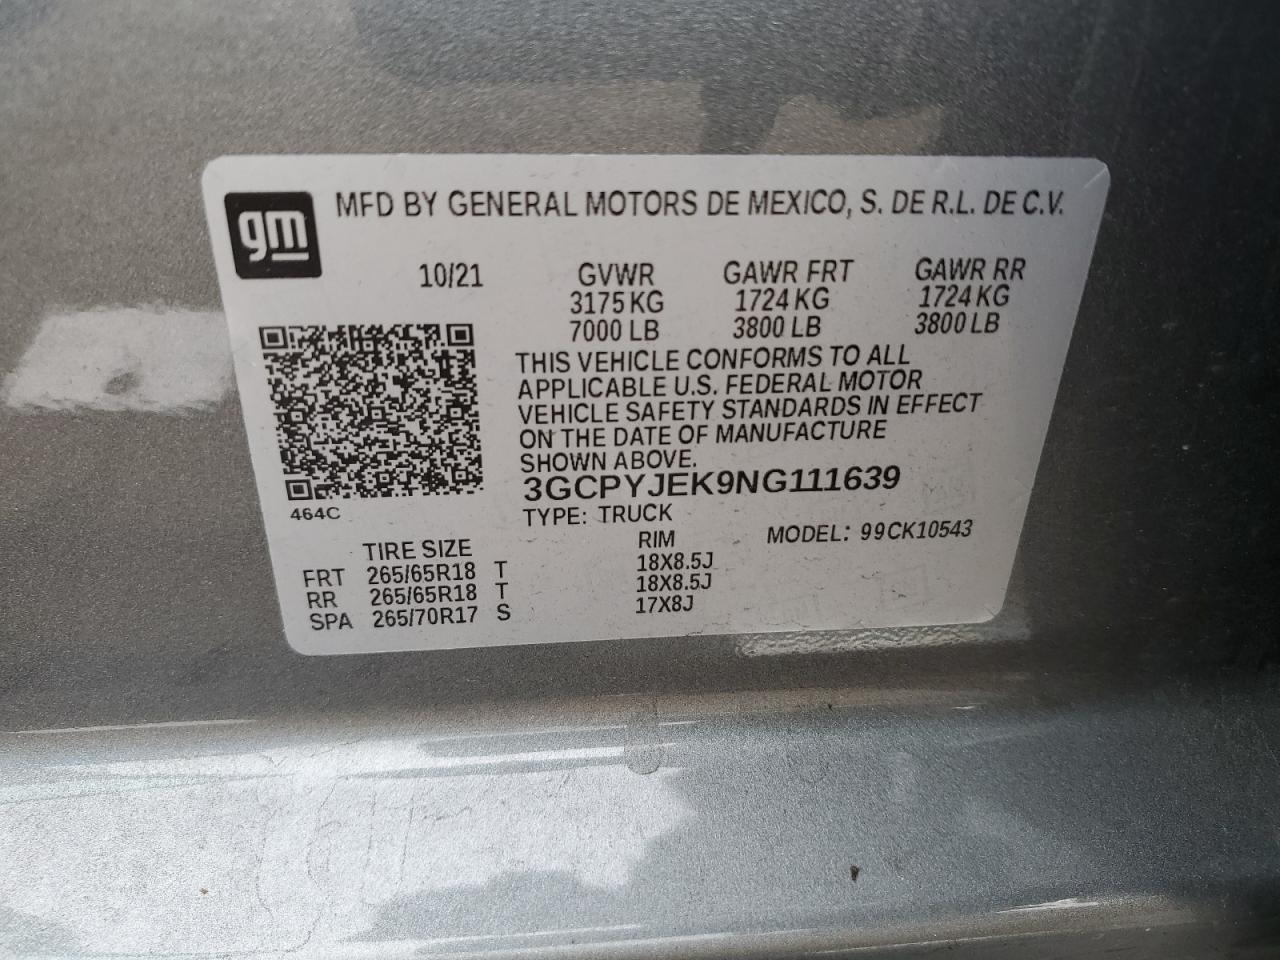 gm
MFD BY GENERAL MOTORS DE MEXICO, S. DE R.L. DE C.V.
10/21 GVWR GAWR FRT GAWR RR
3175 KG 1724 KG 1724 KG
7000 LB 3800 LB 3800 LB
THIS VEHICLE CONFORMS TO ALL
APPLICABLE U.S. FEDERAL MOTOR
VEHICLE SAFETY STANDARDS IN EFFECT
ON THE DATE OF MANUFACTURE
SHOWN ABOVE.
3GCPYJEK9NG111639
464C
TYPE: TRUCK
MODEL: 99CK10543
TIRE SIZE RIM
FRT 265/65R18 T 18X8.5J
RR 265/65R18 T 18X8.5J
SPA 265/70R17 S 17X8J